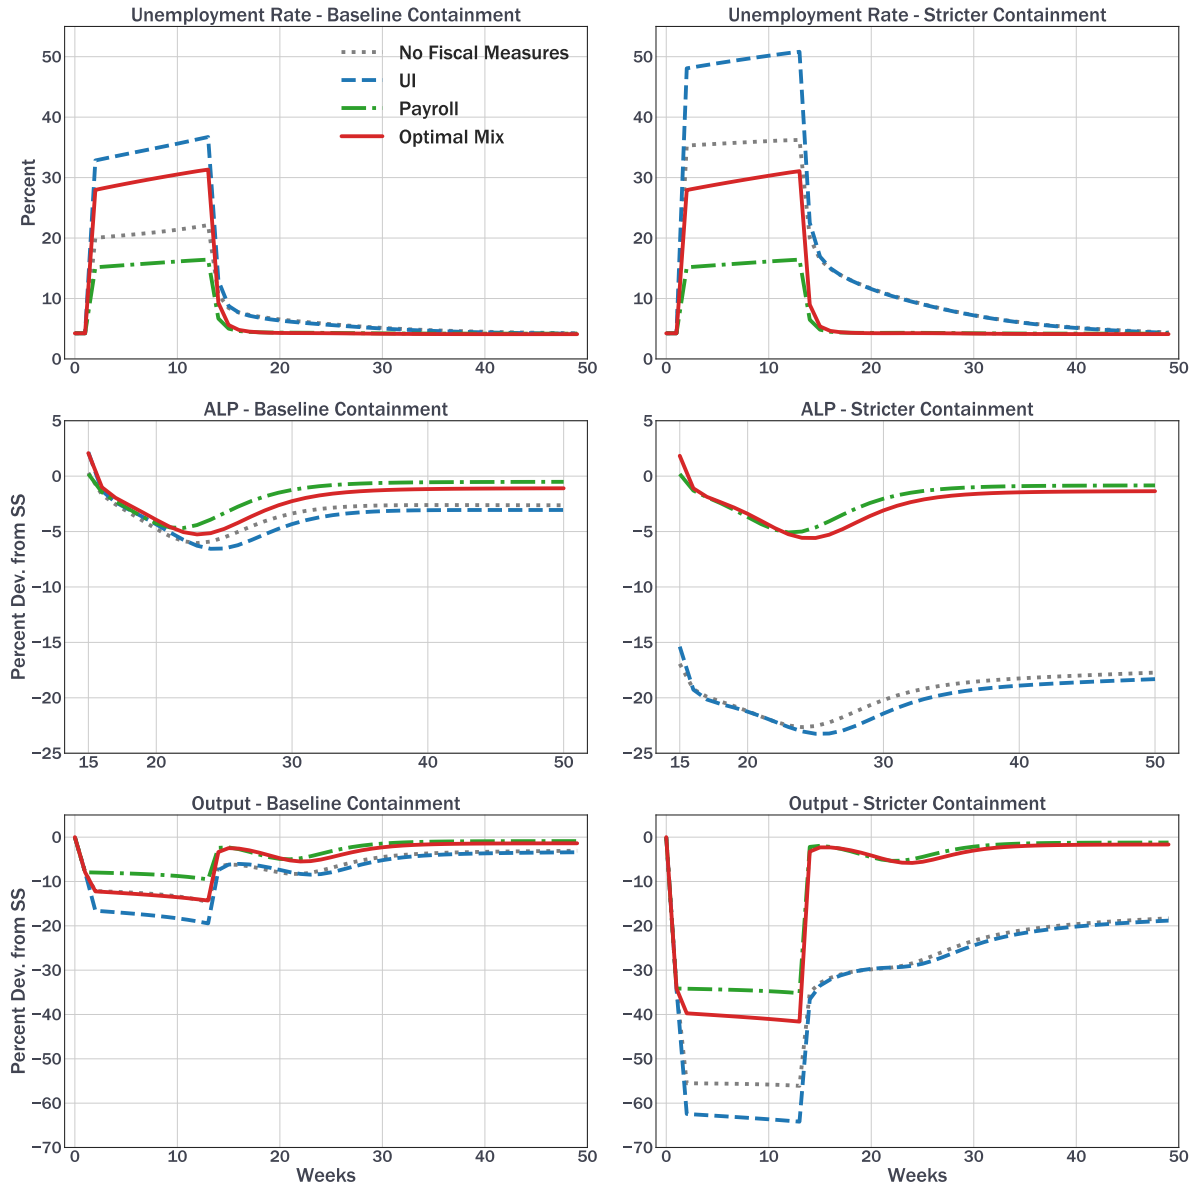 Unemployment Rate - Baseline Containment
Unemployment Rate - Stricter Containment
No Fiscal Measures
UI
Payroll
Optimal Mix
Percent
50
40
30
20
10
0
0 10 20 30 40 50
50
40
30
20
10
0
0 10 20 30 40 50
ALP - Baseline Containment
ALP - Stricter Containment
Percent Dev. from SS
5
0
−5
−10
−15
−20
−25
15 20 30 40 50
5
0
−5
−10
−15
−20
−25
15 20 30 40 50
Output - Baseline Containment
Output - Stricter Containment
Percent Dev. from SS
0
−10
−20
−30
−40
−50
−60
−70
0 10 20 30 40 50
Weeks
0
−10
−20
−30
−40
−50
−60
−70
0 10 20 30 40 50
Weeks